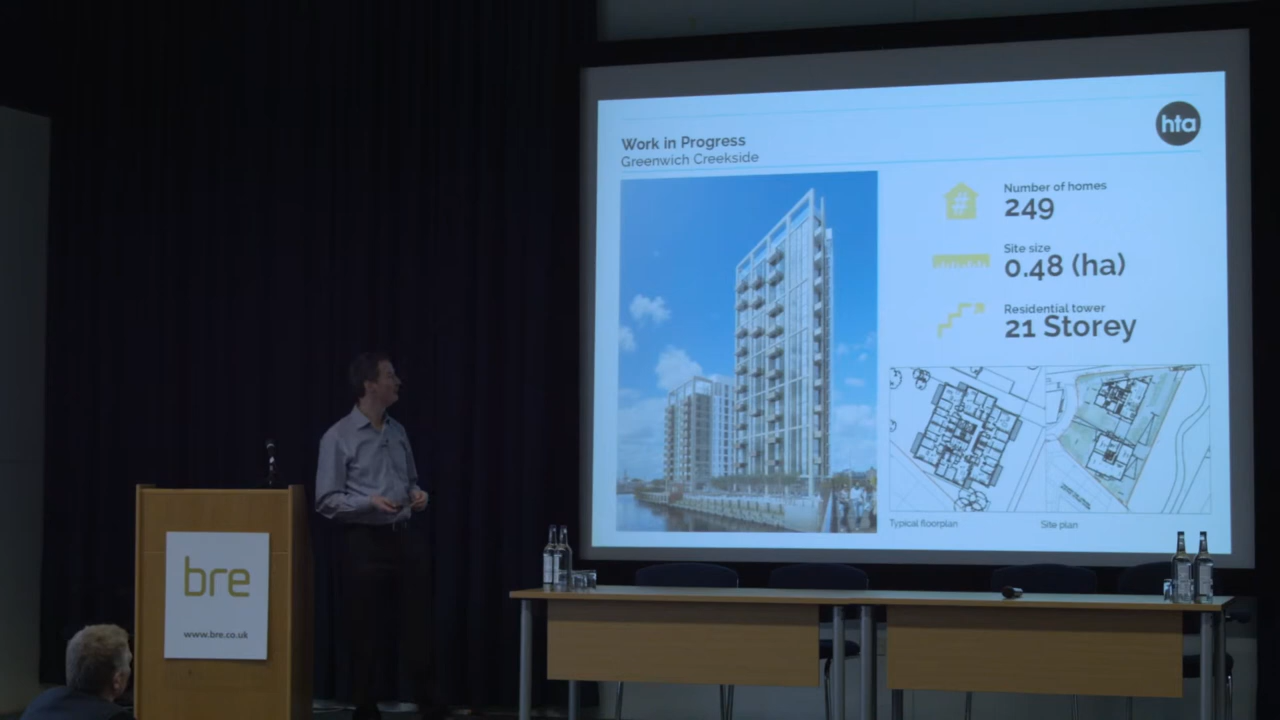 hta
Work in Progress
Greenwich Creekside
Number of homes
249
Site size
0.48 (ha)
Residential tower
21 Storey
Typical floorplan
Site plan
bre
www.bre.co.uk